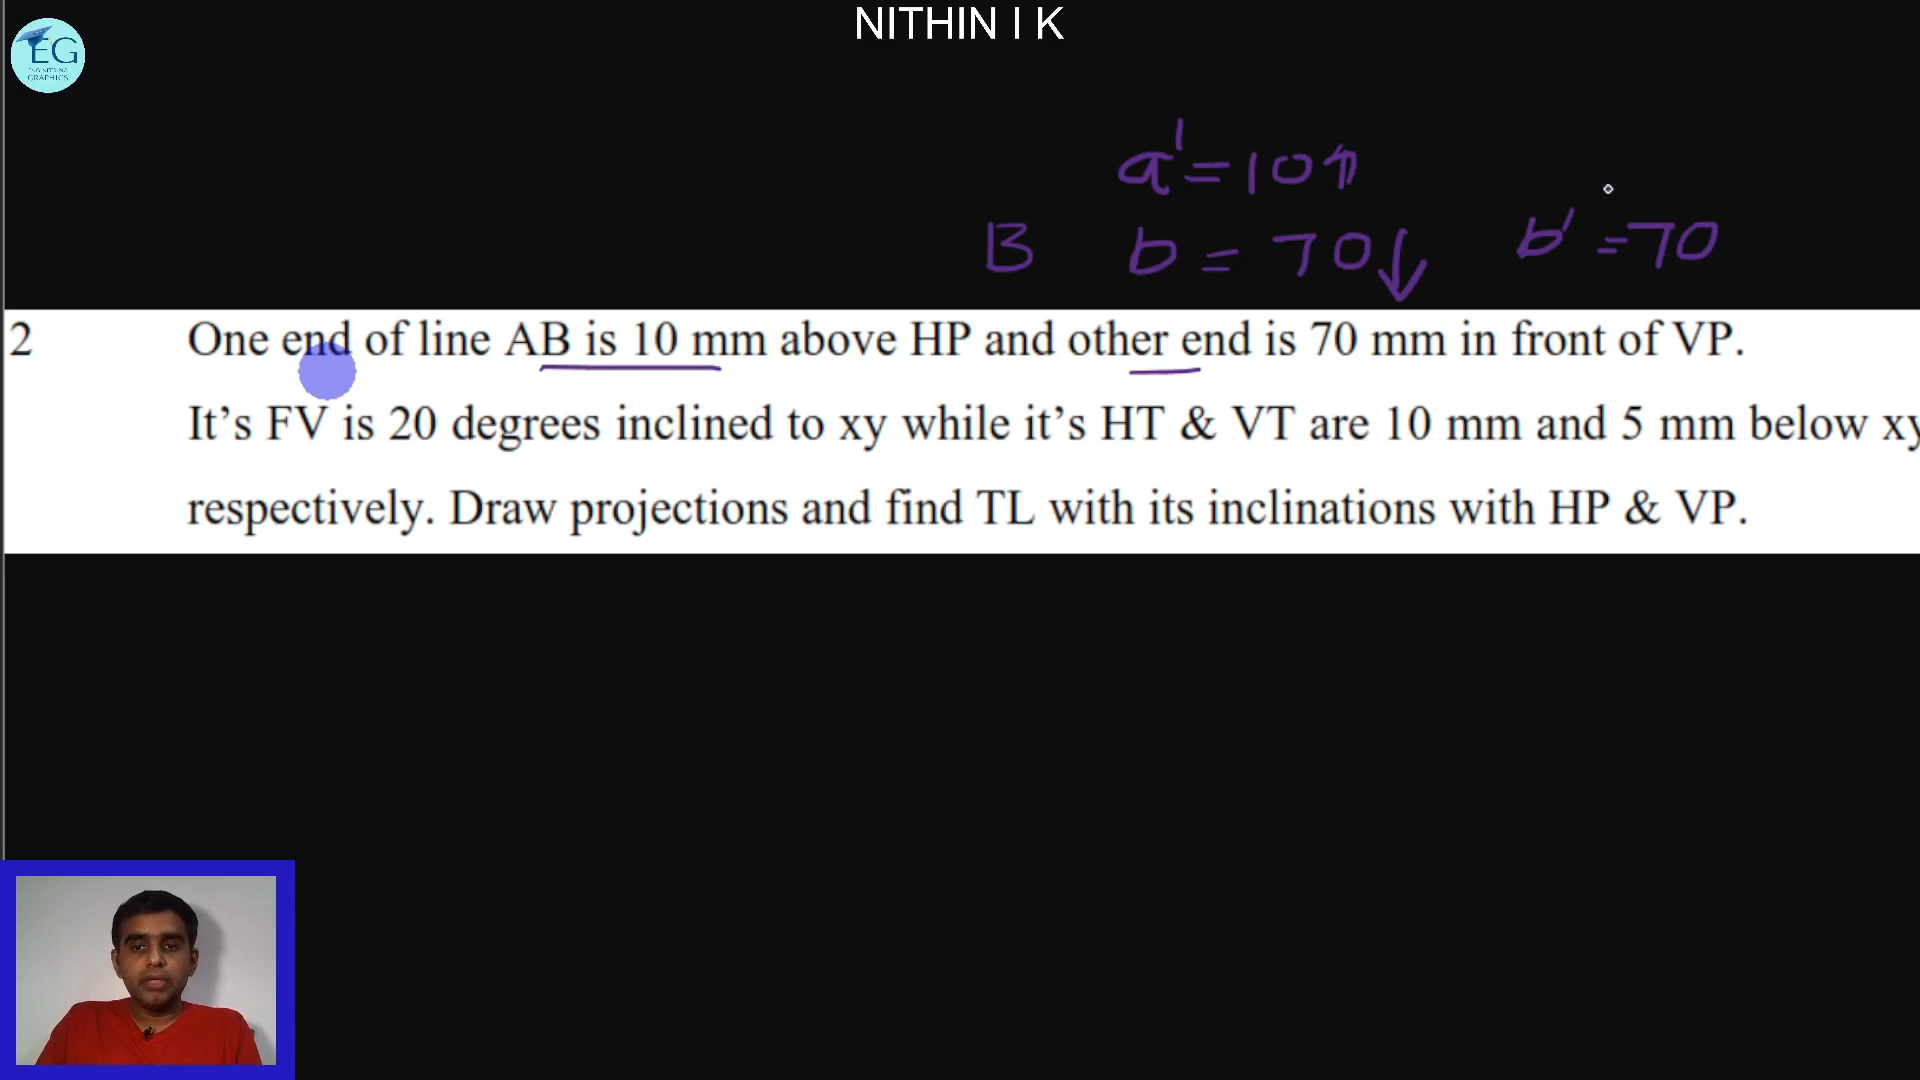 NITHIN I K
EG
ENGINEERING
GRAPHICS
a' = 10↑
B b = 70↓ b' = 70
2 One end of line AB is 10 mm above HP and other end is 70 mm in front of VP.
It's FV is 20 degrees inclined to xy while it's HT & VT are 10 mm and 5 mm below xy
respectively. Draw projections and find TL with its inclinations with HP & VP.